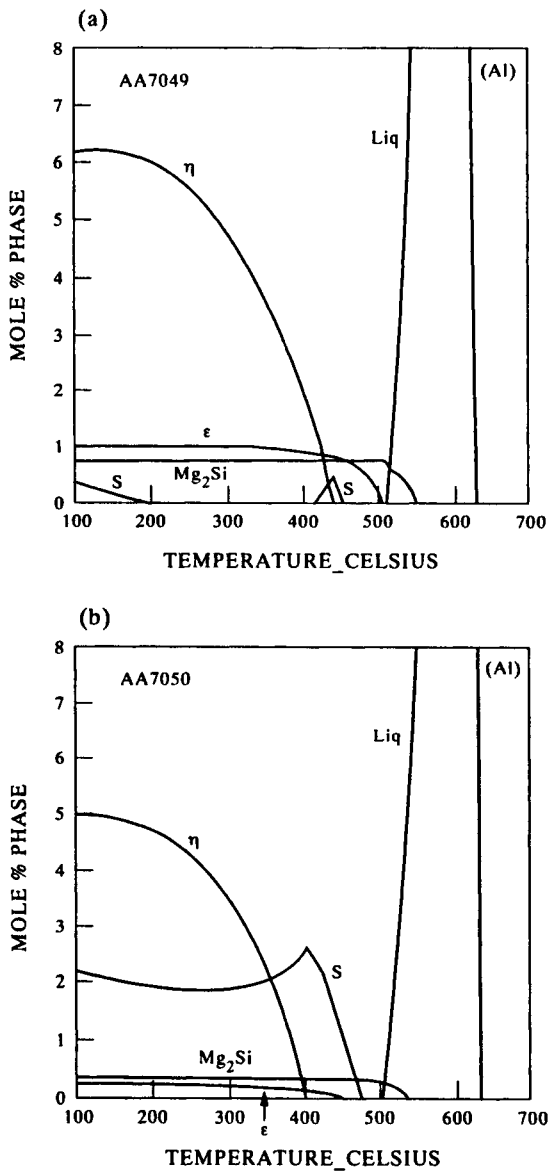 (a)
8
7
6
5
4
3
2
1
0
MOLE % PHASE
AA7049
(Al)
Liq
η
ε
Mg₂Si
S
S
100 200 300 400 500 600 700
TEMPERATURE_CELSIUS
(b)
8
7
6
5
4
3
2
1
0
MOLE % PHASE
AA7050
(Al)
Liq
η
S
Mg₂Si
ε
100 200 300 400 500 600 700
TEMPERATURE_CELSIUS